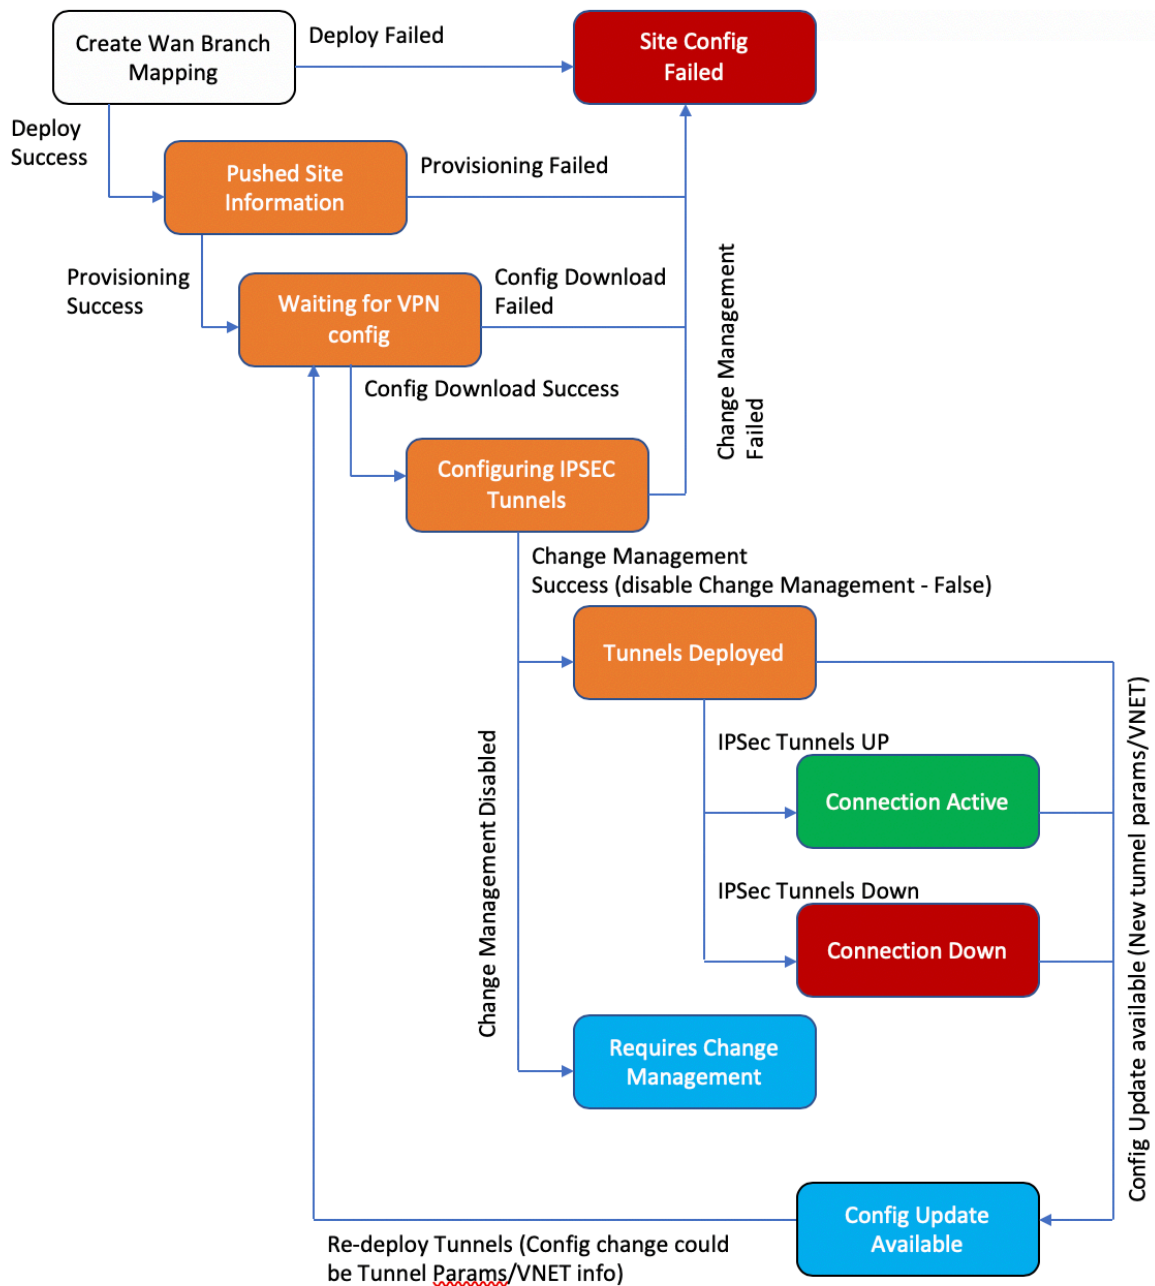 Create Wan Branch
Mapping
Deploy Failed
Site Config
Failed
Deploy
Success
Pushed Site
Information
Provisioning Failed
Provisioning
Success
Waiting for VPN
config
Config Download
Failed
Change Management
Failed
Config Download Success
Configuring IPSEC
Tunnels
Change Management
Success (disable Change Management - False)
Tunnels Deployed
Change Management Disabled
IPSec Tunnels UP
Connection Active
IPSec Tunnels Down
Connection Down
Config Update available (New tunnel params/VNET)
Requires Change
Management
Config Update
Available
Re-deploy Tunnels (Config change could
be Tunnel Params/VNET info)